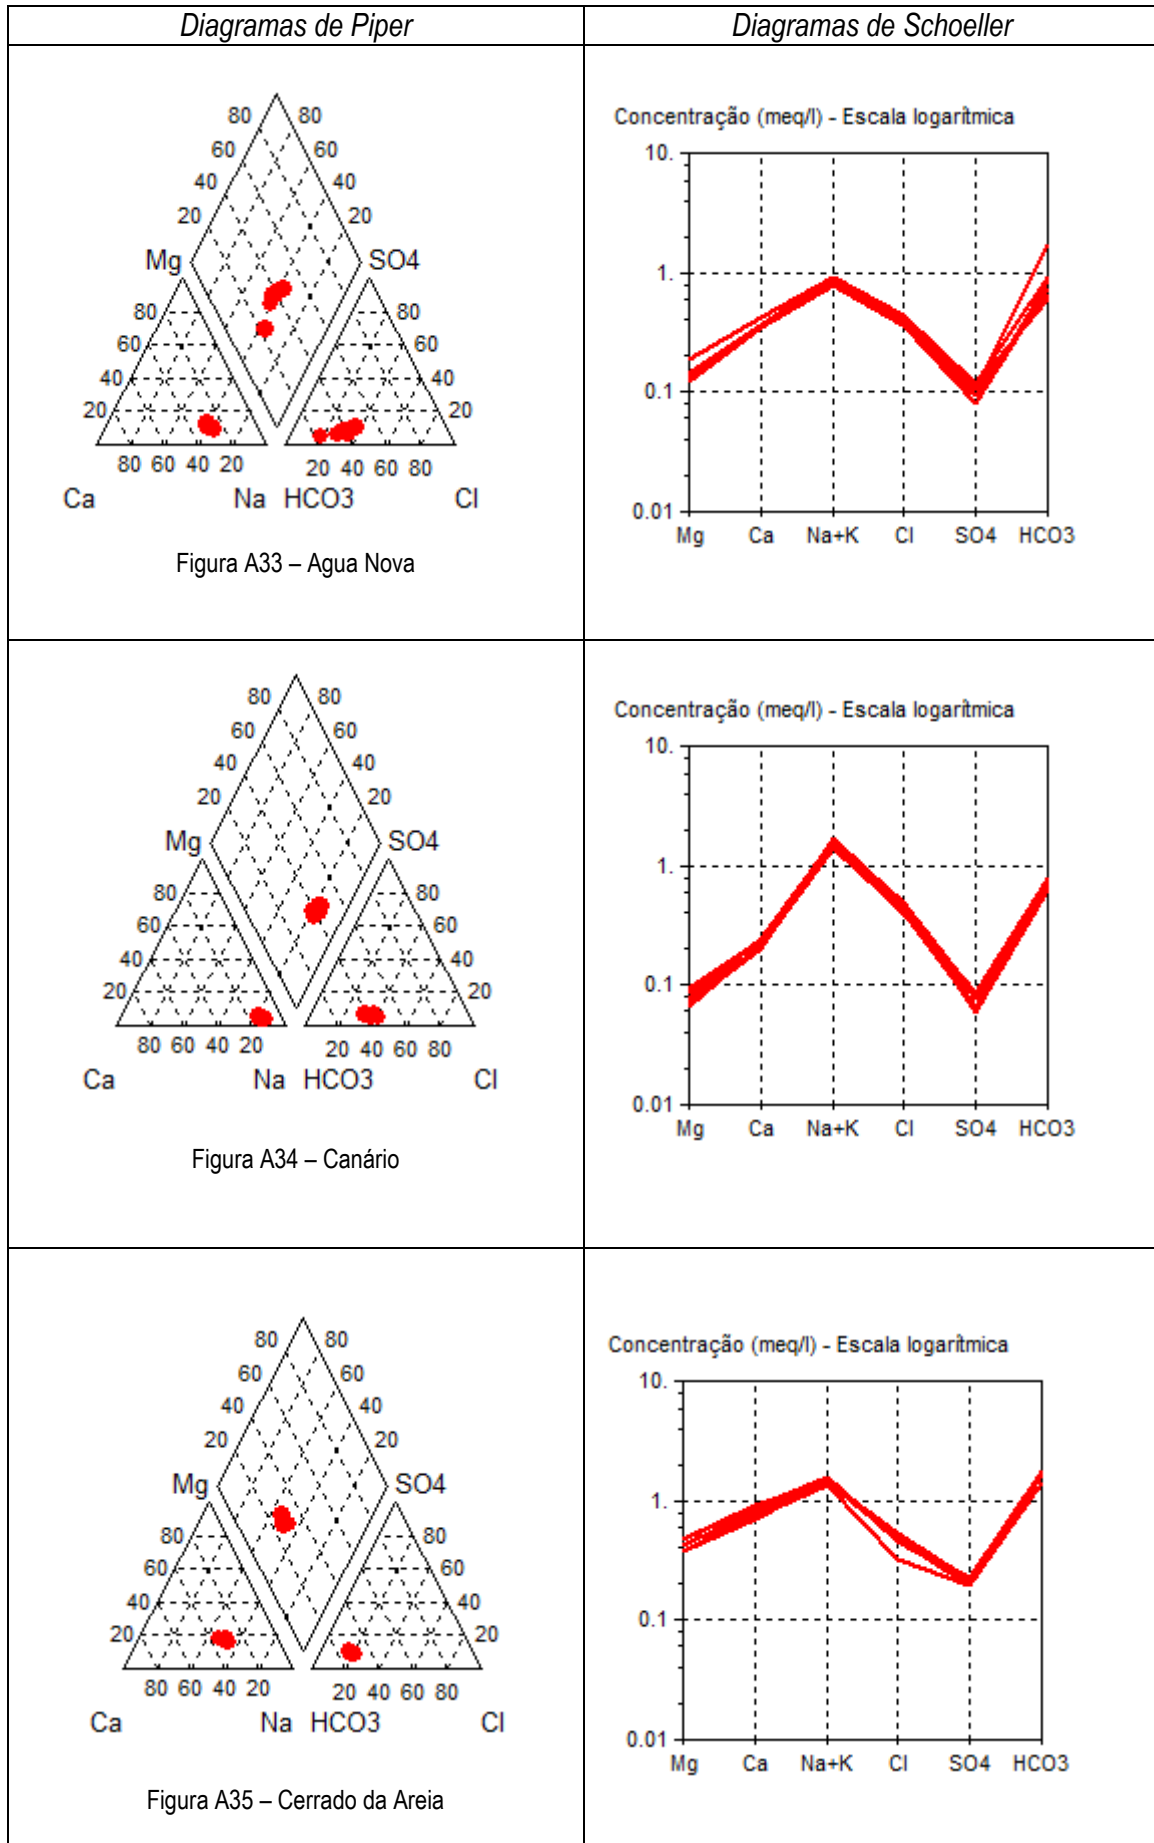 Diagramas de Piper
Diagramas de Schoeller
80 80
60 60
40 40
20 20
Mg SO4
80 80
60 60
40 40
20 20
80 60 40 20 20 40 60 80
Ca Na HCO3 Cl
Figura A33 – Agua Nova
Concentração (meq/l) - Escala logarítmica
10.
1.
0.1
0.01
Mg Ca Na+K Cl SO4 HCO3
80 80
60 60
40 40
20 20
Mg SO4
80 80
60 60
40 40
20 20
80 60 40 20 20 40 60 80
Ca Na HCO3 Cl
Figura A34 – Canário
Concentração (meq/l) - Escala logarítmica
10.
1.
0.1
0.01
Mg Ca Na+K Cl SO4 HCO3
80 80
60 60
40 40
20 20
Mg SO4
80 80
60 60
40 40
20 20
80 60 40 20 20 40 60 80
Ca Na HCO3 Cl
Figura A35 – Cerrado da Areia
Concentração (meq/l) - Escala logarítmica
10.
1.
0.1
0.01
Mg Ca Na+K Cl SO4 HCO3